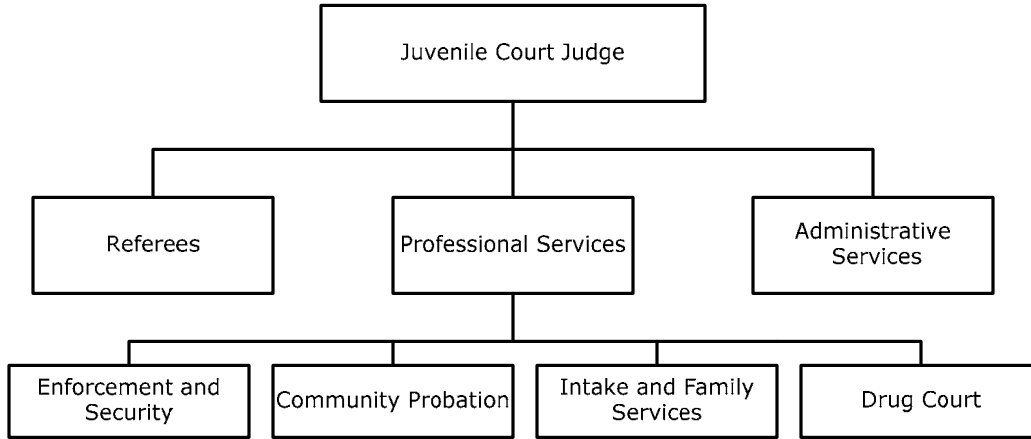 Juvenile Court Judge
Referees
Professional Services
Administrative
Services
Enforcement and
Security
Community Probation
Intake and Family
Services
Drug Court